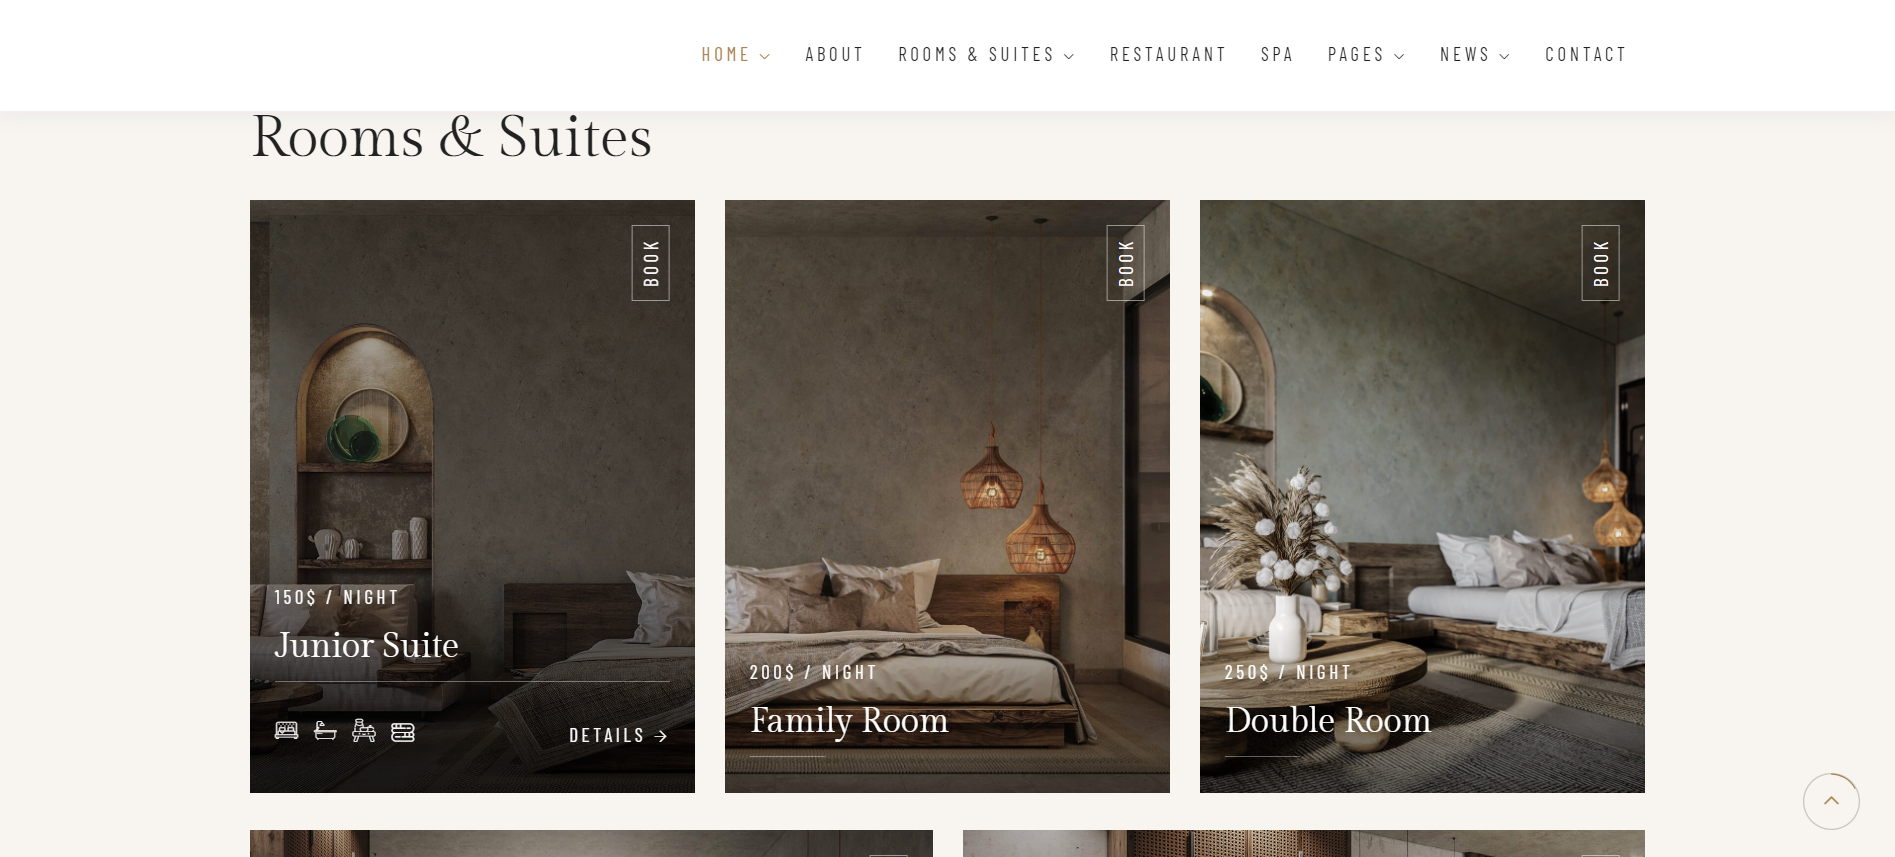 HOME ABOUT ROOMS & SUITES RESTAURANT SPA PAGES NEWS CONTACT
Rooms & Suites
BOOK
150$ / NIGHT
Junior Suite
DETAILS →
BOOK
200$ / NIGHT
Family Room
BOOK
250$ / NIGHT
Double Room